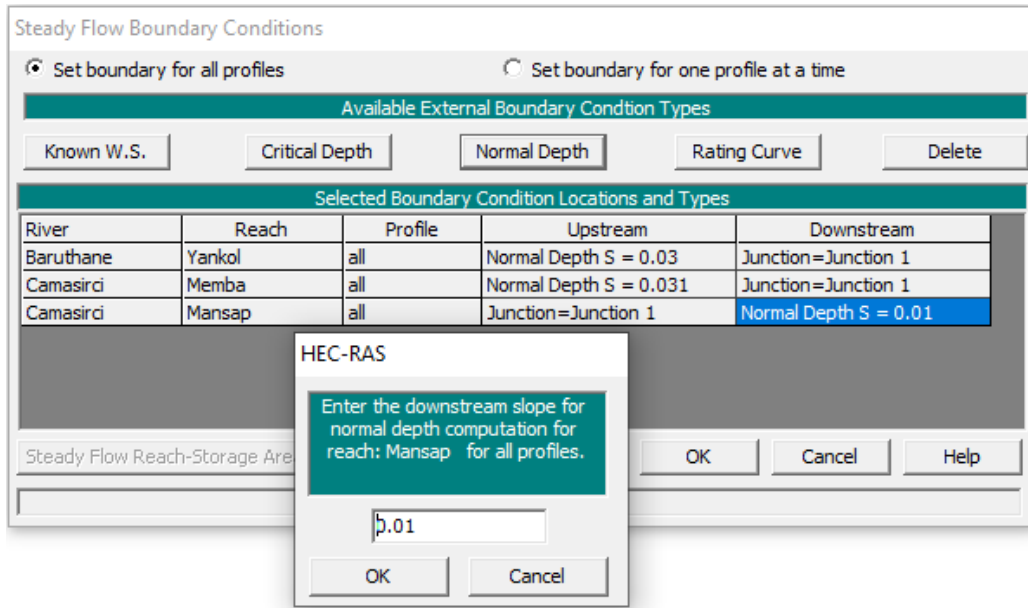 Steady Flow Boundary Conditions
Set boundary for all profiles Set boundary for one profile at a time
Available External Boundary Condtion Types
Known W.S. Critical Depth Normal Depth Rating Curve Delete
Selected Boundary Condition Locations and Types
River Reach Profile Upstream Downstream
Baruthane Yankol all Normal Depth S = 0.03 Junction=Junction 1
Camasirci Memba all Normal Depth S = 0.031 Junction=Junction 1
Camasirci Mansap all Junction=Junction 1 Normal Depth S = 0.01
HEC-RAS
Enter the downstream slope for
normal depth computation for
reach: Mansap for all profiles.
Steady Flow Reach-Storage Are OK Cancel Help
0.01
OK Cancel